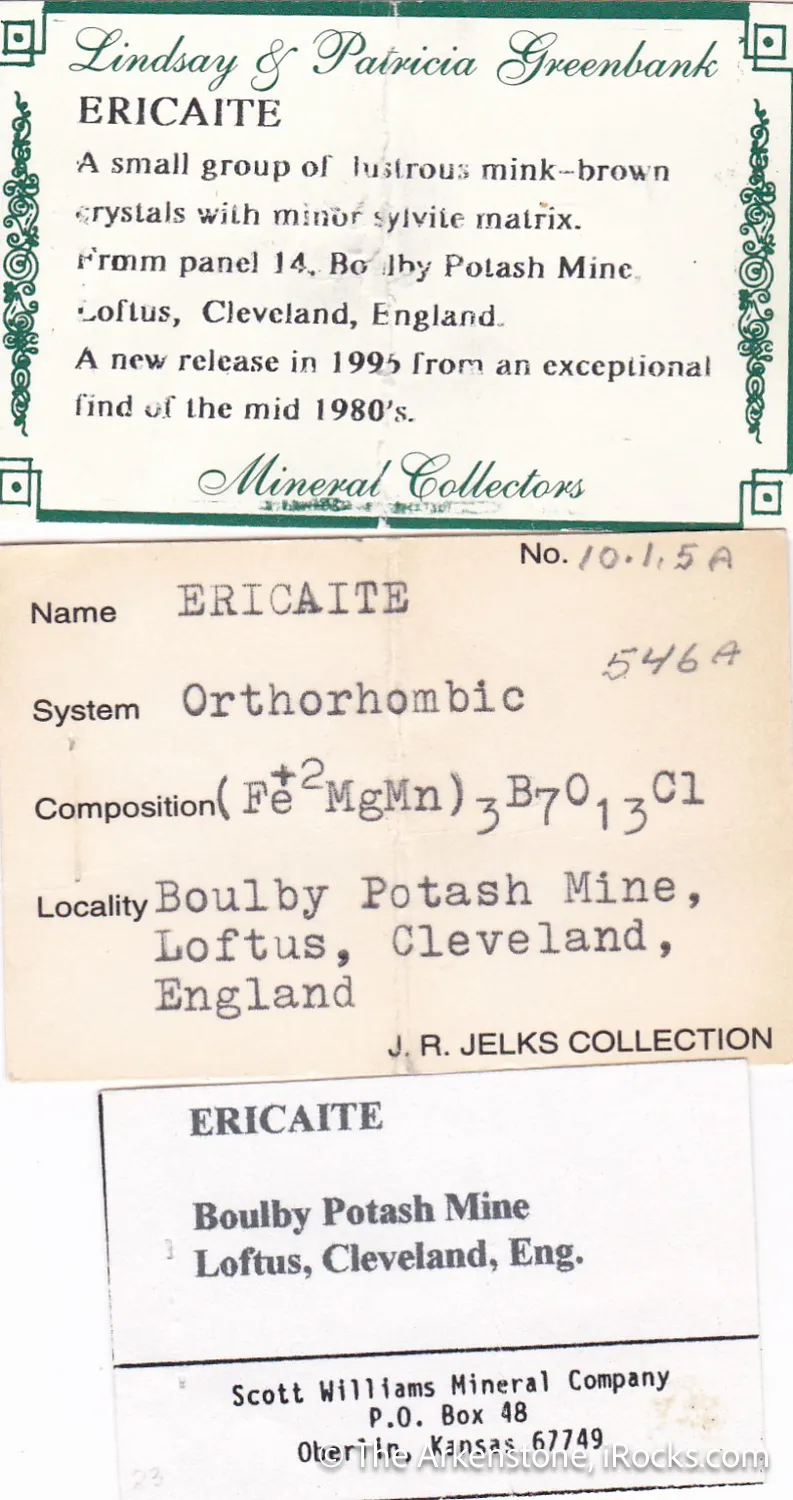 Lindsay & Patricia Greenbank
ERICAITE
A small group of lustrous mink-brown
crystals with minor sylvite matrix.
Fromm panel 14, Boulby Potash Mine
Loftus, Cleveland, England.
A new release in 1995 from an exceptional
find of the mid 1980's.
Mineral Collectors
No. 10.1.5A
Name ERICAITE
546A
System Orthorhombic
Composition (Fe+2MgMn)3B7O13Cl
Locality Boulby Potash Mine,
Loftus, Cleveland,
England
J. R. JELKS COLLECTION
ERICAITE
Boulby Potash Mine
Loftus, Cleveland, Eng.
Scott Williams Mineral Company
P.O. Box 48
Oberlin, Kansas 67749
© The Arkenstone, iRocks.com
23